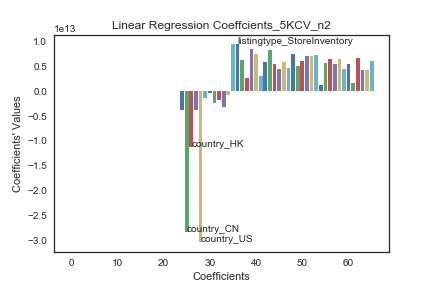 Linear Regression Coeffcients_5KCV_n2
1e13
1.0
0.5
0.0
−0.5
−1.0
−1.5
−2.0
−2.5
−3.0
Coefficients' Values
listingtype_StoreInventory
country_HK
country_CN
country_US
0 10 20 30 40 50 60
Coefficients